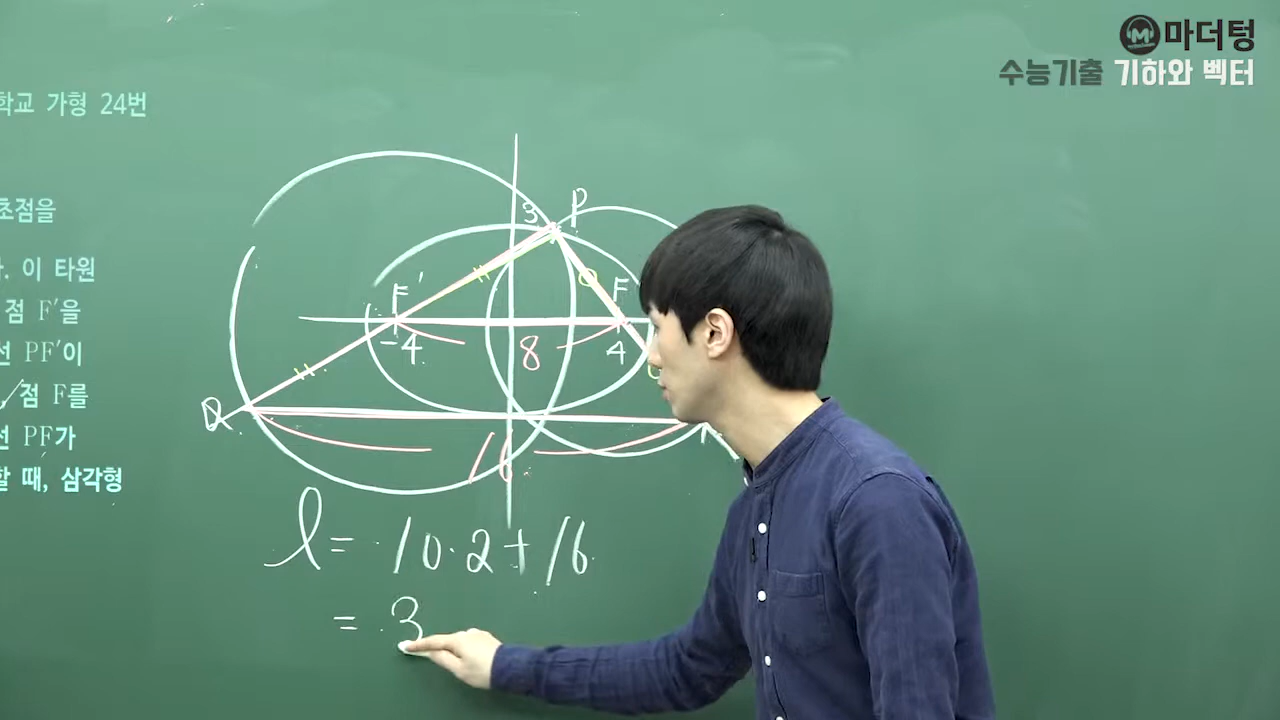 마더텅
수능기출 기하와 벡터
학교 가형 24번
초점을
. 이 타원
점 F′을
선 PF′이
점 F를
선 PF가
할 때, 삼각형
3 P
F′ F
-4 8 4
Q
16
l = 10·2+16
= 3